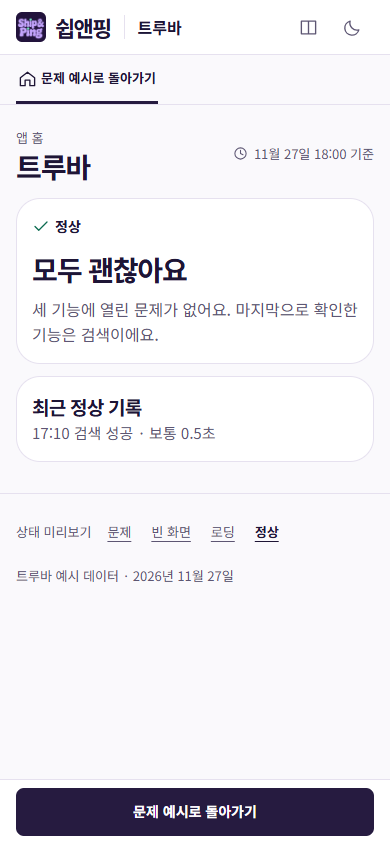 Ship&
Ping
쉽앤핑
트루바
문제 예시로 돌아가기
앱 홈
트루바
11월 27일 18:00 기준
정상
모두 괜찮아요
세 기능에 열린 문제가 없어요. 마지막으로 확인한
기능은 검색이에요.
최근 정상 기록
17:10 검색 성공 · 보통 0.5초
상태 미리보기 문제 빈 화면 로딩 정상
트루바 예시 데이터 · 2026년 11월 27일
문제 예시로 돌아가기